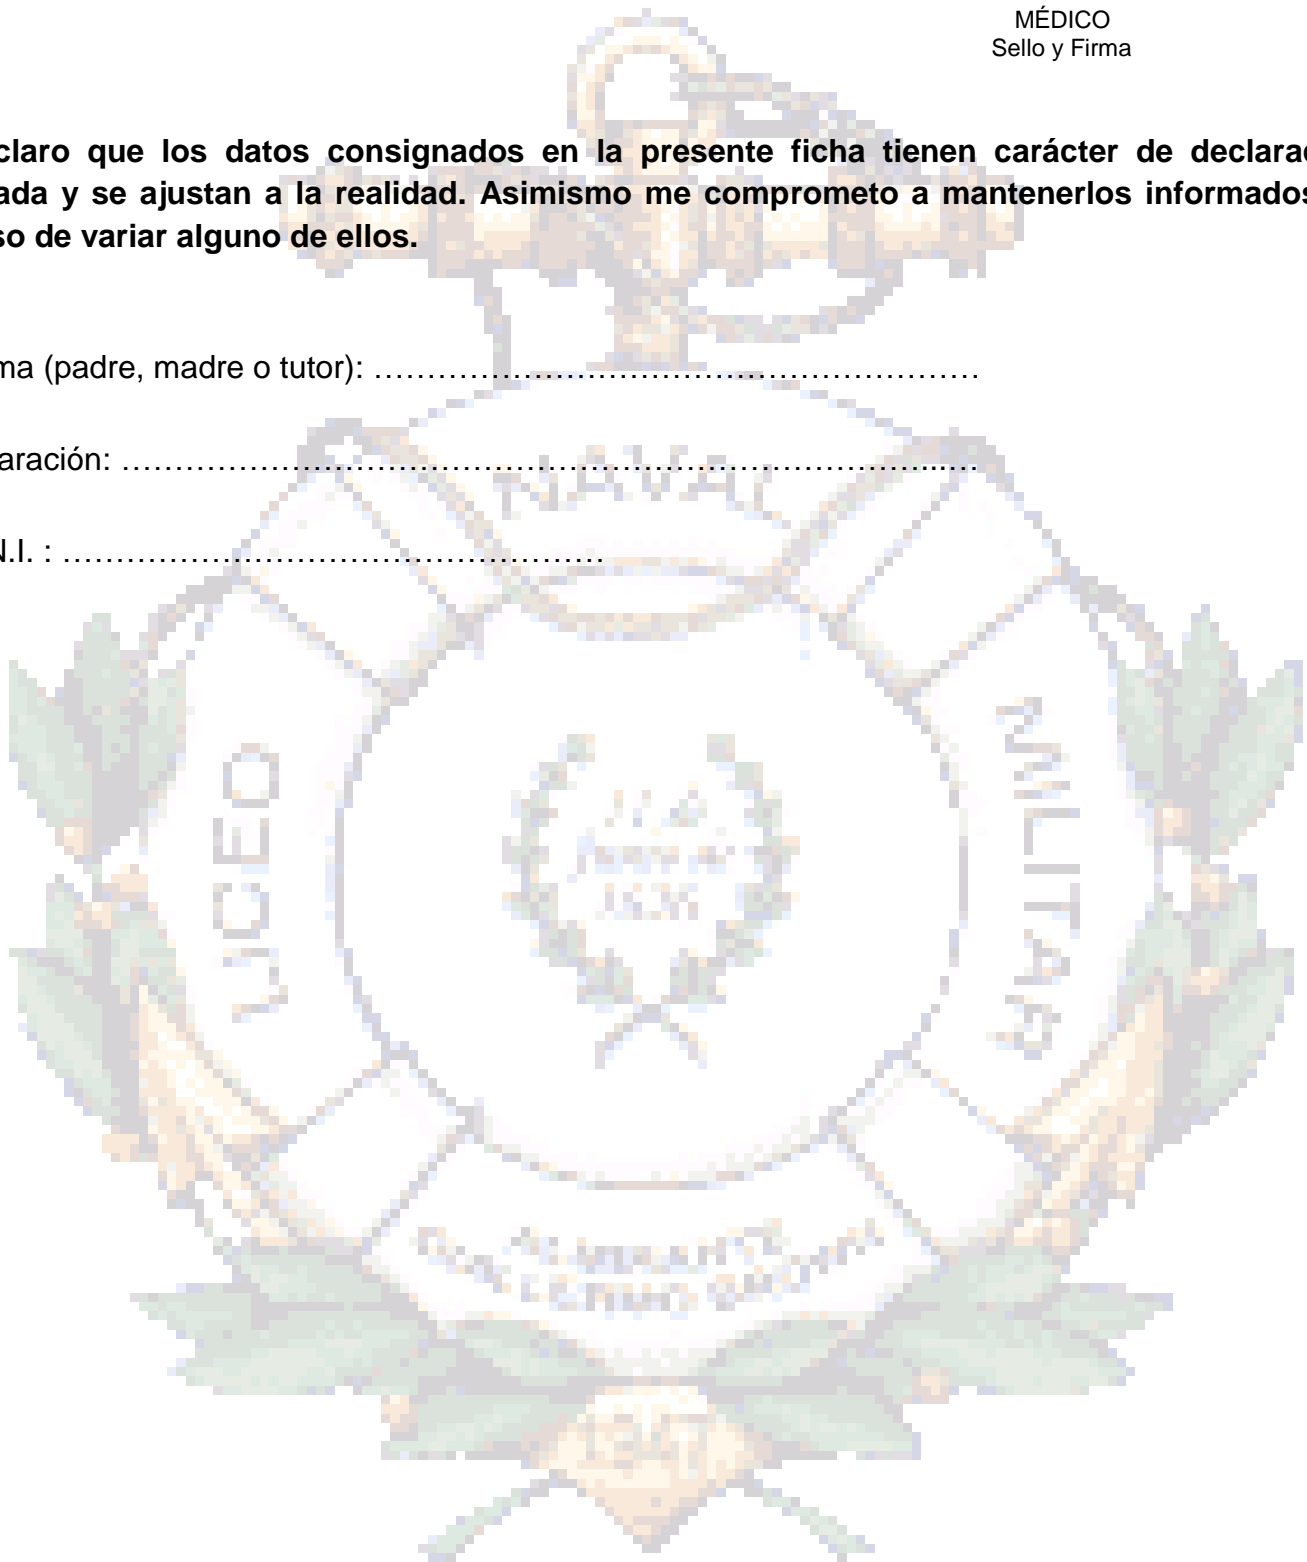 MÉDICO
Sello y Firma
claro que los datos consignados en la presente ficha tienen carácter de declarac
ada y se ajustan a la realidad. Asimismo me comprometo a mantenerlos informados
so de variar alguno de ellos.
ma (padre, madre o tutor): ……………………………………………………
aración: ……………………………………………………………………...…
N.I. : ………………………………………………
NAVAL
LICEO
MILITAR
ALMIRANTE
1947